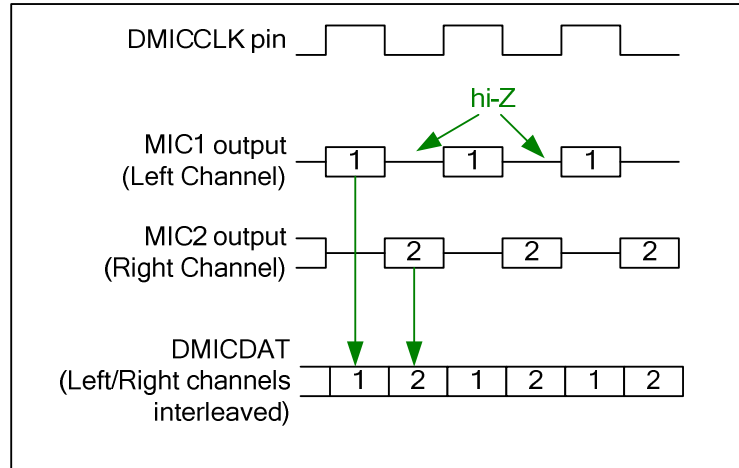 DMICCLK pin
hi-Z
MIC1 output
(Left Channel)
1 1 1
MIC2 output
(Right Channel)
2 2 2
DMICDAT
(Left/Right channels
interleaved)
1 2 1 2 1 2